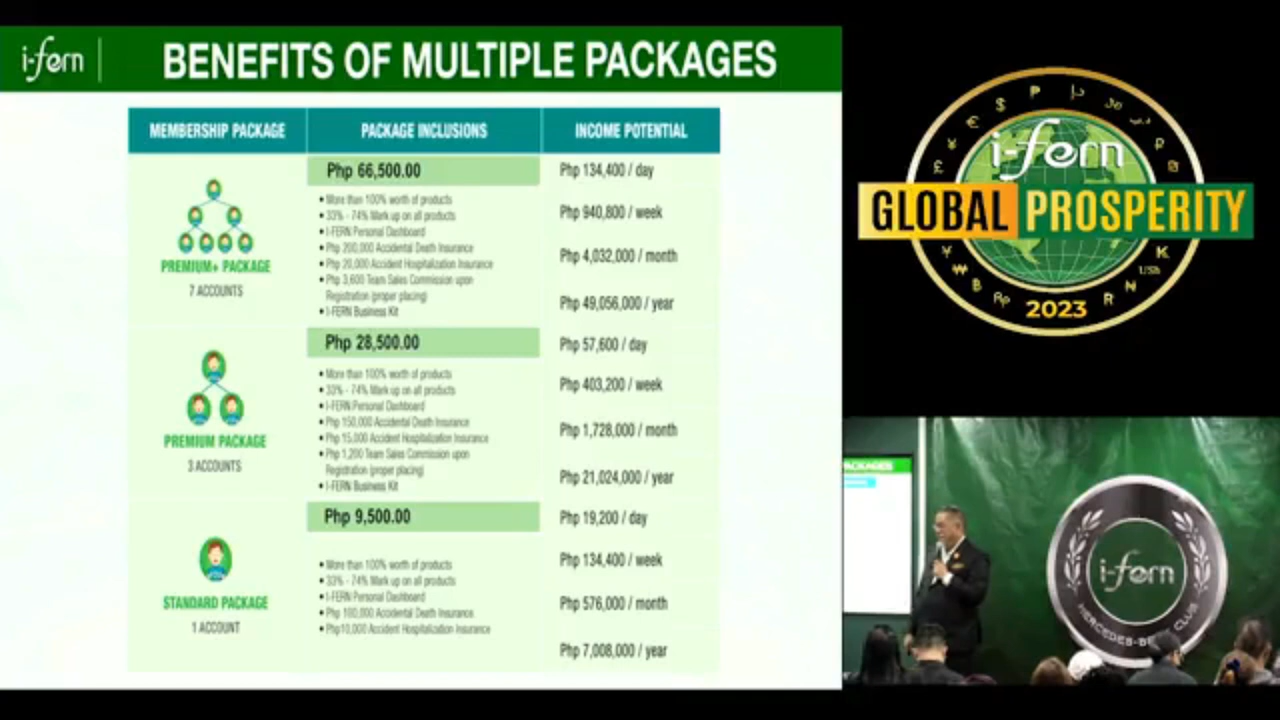 i-fern
BENEFITS OF MULTIPLE PACKAGES
MEMBERSHIP PACKAGE
PACKAGE INCLUSIONS
INCOME POTENTIAL
PREMIUM+ PACKAGE
7 ACCOUNTS
Php 66,500.00
• More than 100% worth of products
• 33% - 74% Mark up on all products
• I-FERN Personal Dashboard
• Php 200,000 Accidental Death Insurance
• Php 20,000 Accident Hospitalization Insurance
• Php 3,600 Team Sales Commission upon
Registration (proper placing)
• I-FERN Business Kit
Php 134,400 / day
Php 940,800 / week
Php 4,032,000 / month
Php 49,056,000 / year
PREMIUM PACKAGE
3 ACCOUNTS
Php 28,500.00
• More than 100% worth of products
• 33% - 74% Mark up on all products
• I-FERN Personal Dashboard
• Php 150,000 Accidental Death Insurance
• Php 15,000 Accident Hospitalization Insurance
• Php 1,200 Team Sales Commission upon
Registration (proper placing)
• I-FERN Business Kit
Php 57,600 / day
Php 403,200 / week
Php 1,728,000 / month
Php 21,024,000 / year
STANDARD PACKAGE
1 ACCOUNT
Php 9,500.00
• More than 100% worth of products
• 33% - 74% Mark up on all products
• I-FERN Personal Dashboard
• Php 100,000 Accidental Death Insurance
• Php10,000 Accident Hospitalization Insurance
Php 19,200 / day
Php 134,400 / week
Php 576,000 / month
Php 7,008,000 / year
i-fern
GLOBAL PROSPERITY
2023
PACKAGES
i-fern
MERCEDES-BE CLUB